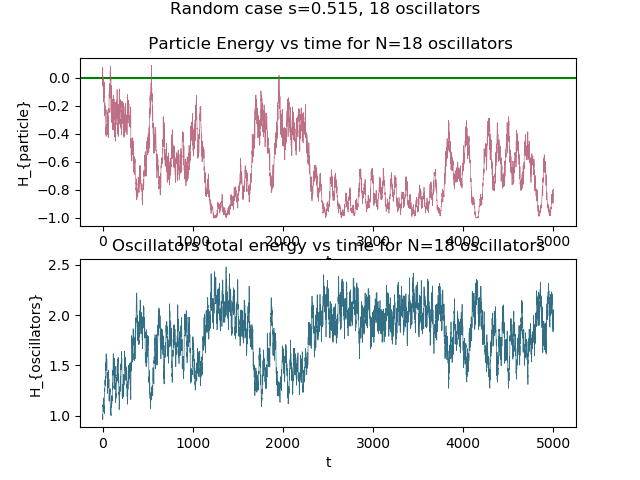 Random case s=0.515, 18 oscillators
Particle Energy vs time for N=18 oscillators
H_{particle}
0.0
−0.2
−0.4
−0.6
−0.8
−1.0
0 1000 2000 3000 4000 5000
t
Oscillators total energy vs time for N=18 oscillators
H_{oscillators}
2.5
2.0
1.5
1.0
0 1000 2000 3000 4000 5000
t